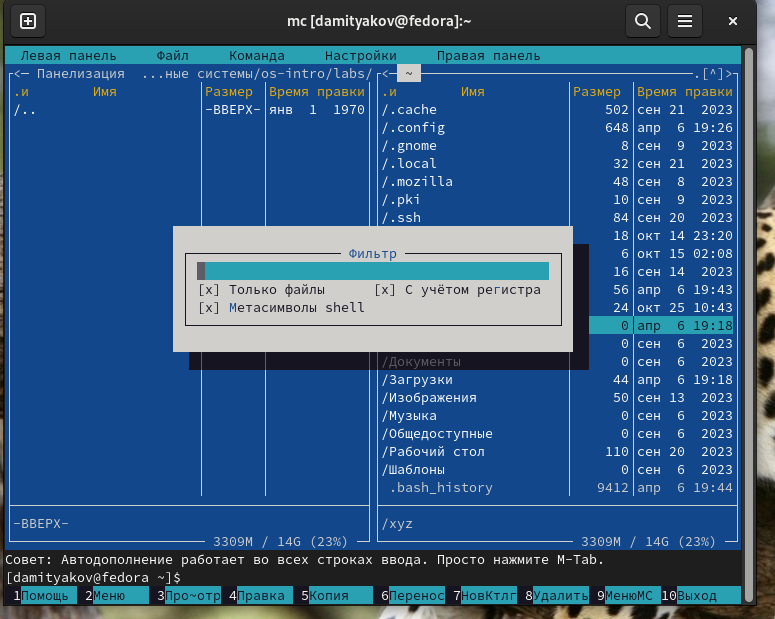 mc [damityakov@fedora]:~
Левая панель Файл Команда Настройки Правая панель
<─ Панелизация ...ные системы/os-intro/labs/ <─ ~ .[^]>
.и Имя Размер Время правки .и Имя Размер Время правки
/.. -ВВЕРХ- янв 1 1970 /.cache 502 сен 21 2023
/.config 648 апр 6 19:26
/.gnome 8 сен 9 2023
/.local 32 сен 21 2023
/.mozilla 48 сен 8 2023
/.pki 10 сен 9 2023
/.ssh 84 сен 20 2023
18 окт 14 23:20
Фильтр 6 окт 15 02:08
16 сен 14 2023
[x] Только файлы [x] С учётом регистра 56 апр 6 19:43
[x] Метасимволы shell 24 окт 25 10:43
0 апр 6 19:18
0 сен 6 2023
/Документы 0 сен 6 2023
/Загрузки 44 апр 6 19:18
/Изображения 50 сен 13 2023
/Музыка 0 сен 6 2023
/Общедоступные 0 сен 6 2023
/Рабочий стол 110 сен 20 2023
/Шаблоны 0 сен 6 2023
.bash_history 9412 апр 6 19:44
-ВВЕРХ- /xyz
3309M / 14G (23%) 3309M / 14G (23%)
Совет: Автодополнение работает во всех строках ввода. Просто нажмите M-Tab.
[damityakov@fedora ~]$
1Помощь 2Меню 3Про~отр 4Правка 5Копия 6Перенос 7НовКтлг 8Удалить 9МенюMC 10Выход